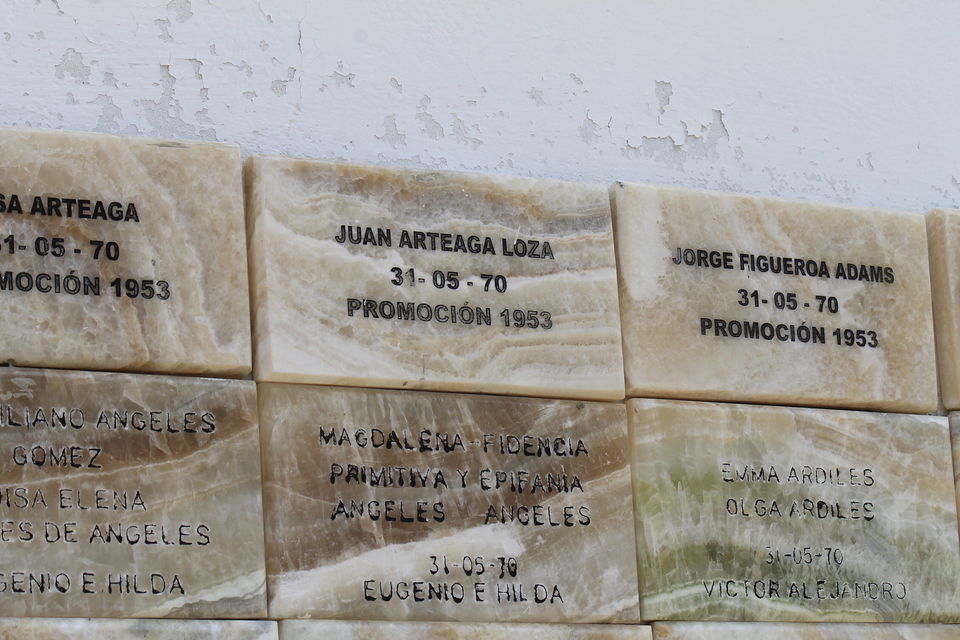 SA ARTEAGA
31-05-70
MOCIÓN 1953
JUAN ARTEAGA LOZA
31-05-70
PROMOCIÓN 1953
JORGE FIGUEROA ADAMS
31-05-70
PROMOCIÓN 1953
ILIANO ANGELES
GOMEZ
ISA ELENA
ES DE ANGELES
GENIO E HILDA
MAGDALENA-FIDENCIA
PRIMITIVA Y EPIFANIA
ANGELES ANGELES
31-05-70
EUGENIO E HILDA
EMMA ARDILES
OLGA ARDILES
31-05-70
VICTOR ALEJANDRO